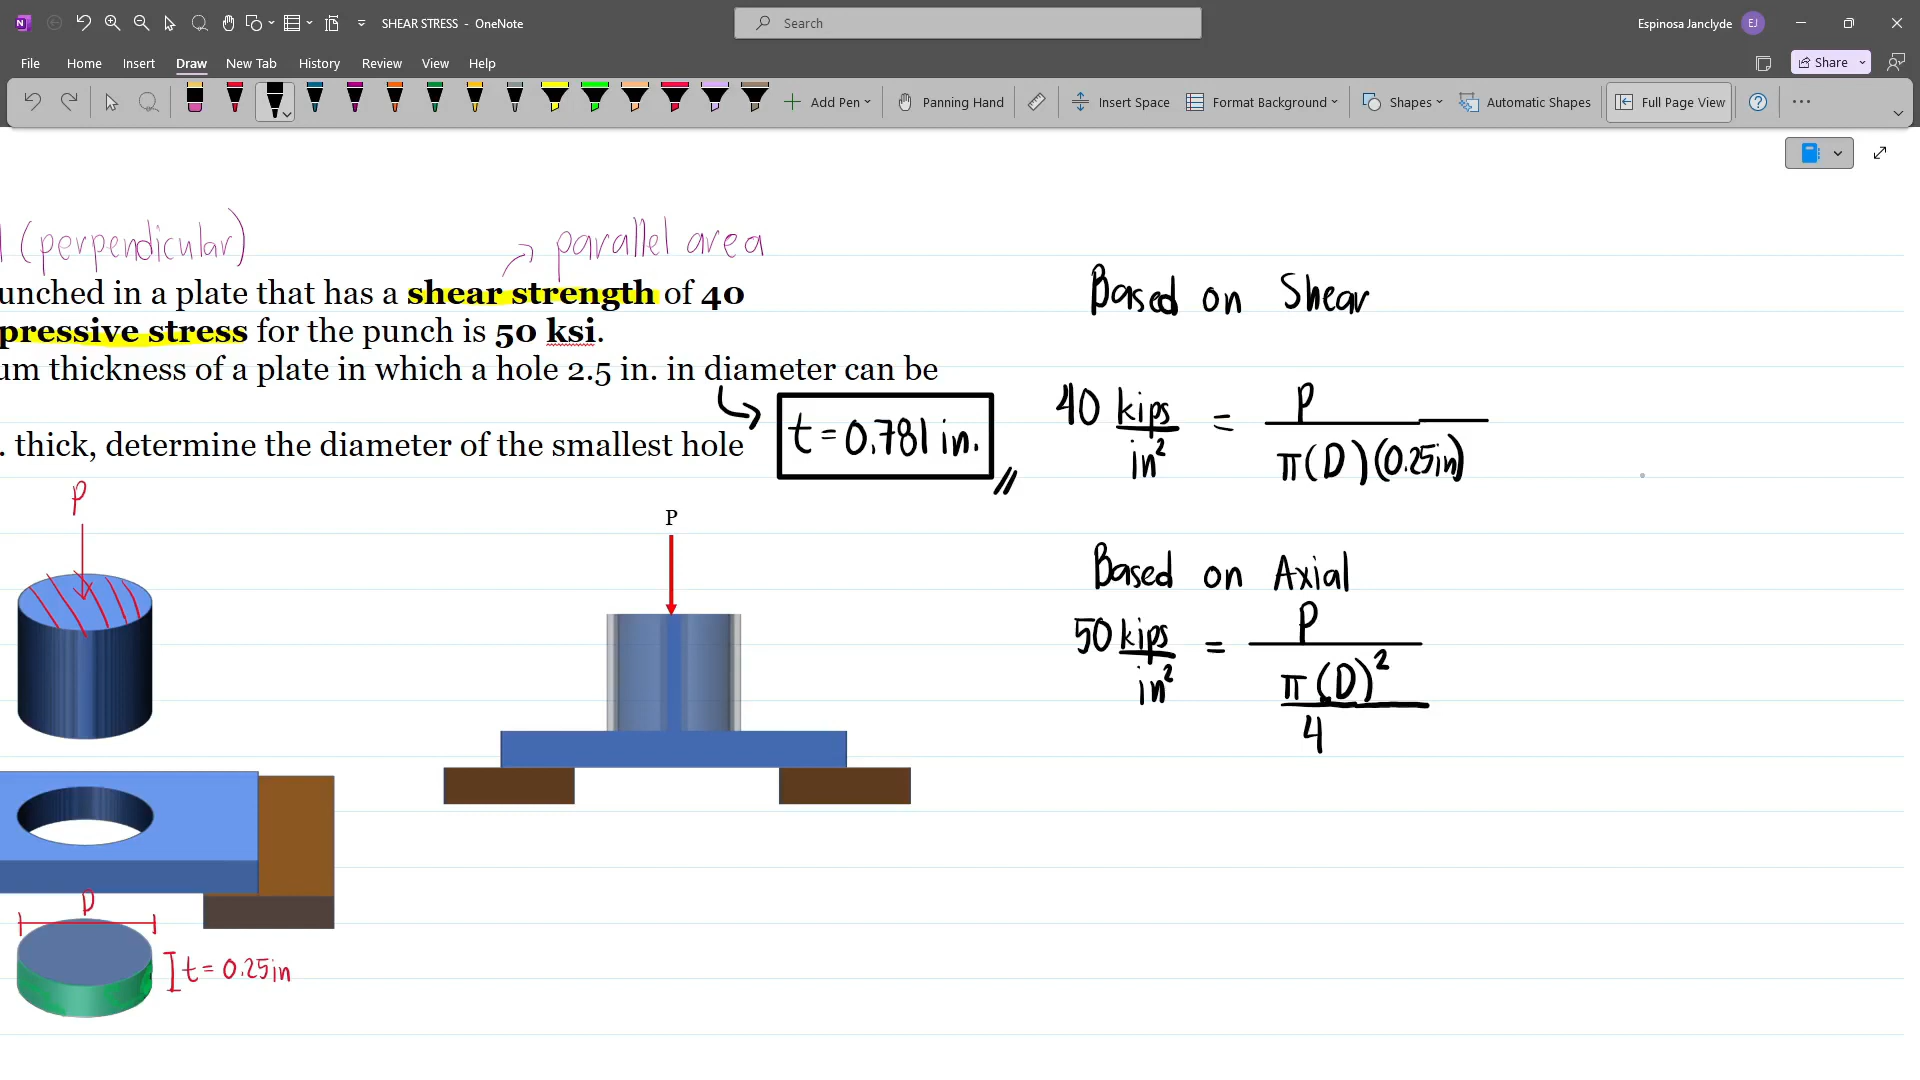 SHEAR STRESS - OneNote
Search
Espinosa Janclyde
EJ
File Home Insert Draw New Tab History Review View Help
Share
Add Pen
Panning Hand
Insert Space
Format Background
Shapes
Automatic Shapes
Full Page View
(perpendicular)
parallel area
unched in a plate that has a shear strength of 40
pressive stress for the punch is 50 ksi.
um thickness of a plate in which a hole 2.5 in. in diameter can be
t = 0.781 in.
. thick, determine the diameter of the smallest hole
P
P
D
t = 0.25in
Based on Shear
40 kips/in² = P/π(D)(0.25in)
Based on Axial
50 kips/in² = P/π(D)²/4